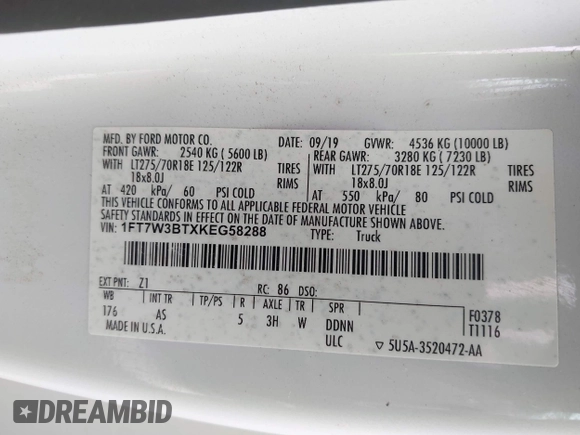 MFD. BY FORD MOTOR CO.
DATE: 09/19 GVWR: 4536 KG (10000 LB)
FRONT GAWR: 2540 KG ( 5600 LB) REAR GAWR: 3280 KG ( 7230 LB)
WITH LT275/70R18E 125/122R TIRES WITH LT275/70R18E 125/122R TIRES
18x8.0J RIMS 18x8.0J RIMS
AT 420 kPa/ 60 PSI COLD AT 550 kPa/ 80 PSI COLD
THIS VEHICLE CONFORMS TO ALL APPLICABLE FEDERAL MOTOR VEHICLE
SAFETY STANDARDS IN EFFECT ON THE DATE OF MANUFACTURE SHOWN ABOVE.
VIN: 1FT7W3BTXKEG58288 TYPE: Truck
EXT PNT: Z1 RC: 86 DSO:
WB INT TR TP/PS R AXLE TR SPR
176 AS 5 3H W DDNN
F0378
T1116
MADE IN U.S.A. ULC ▽ 5U5A-3520472-AA
DREAMBID